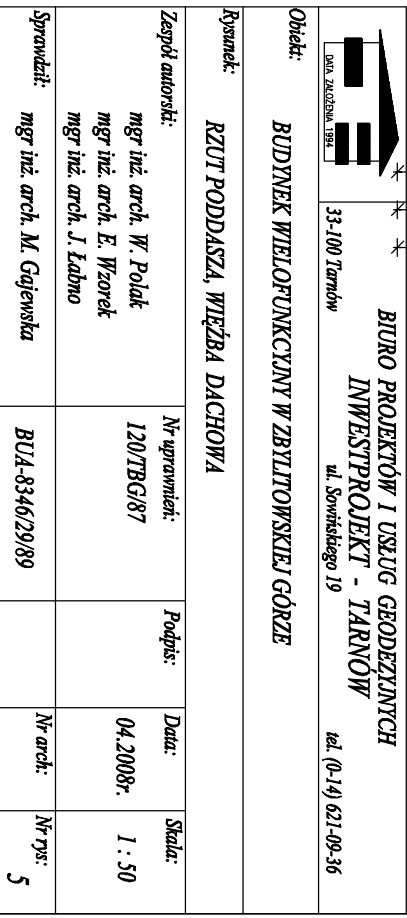 BIURO PROJEKTÓW I USŁUG GEODEZYJNYCH
INWESTPROJEKT - TARNÓW
DATA ZAŁOŻENIA 1994
33-100 Tarnów ul. Sowińskiego 19 tel. (0-14) 621-09-36
Obiekt:
BUDYNEK WIELOFUNKCYJNY W ZBYLITOWSKIEJ GÓRZE
Rysunek:
RZUT PODDASZA, WIĘŹBA DACHOWA
Zespół autorski: Nr uprawnień: Podpis: Data: Skala:
mgr inż. arch. W. Polak 120/TBG/87 04.2008r. 1 : 50
mgr inż. arch. E. Wzorek
mgr inż. arch. J. Łabno
Sprawdził: Nr arch: Nr rys:
mgr inż. arch. M. Gajewska BUA-8346/29/89 5